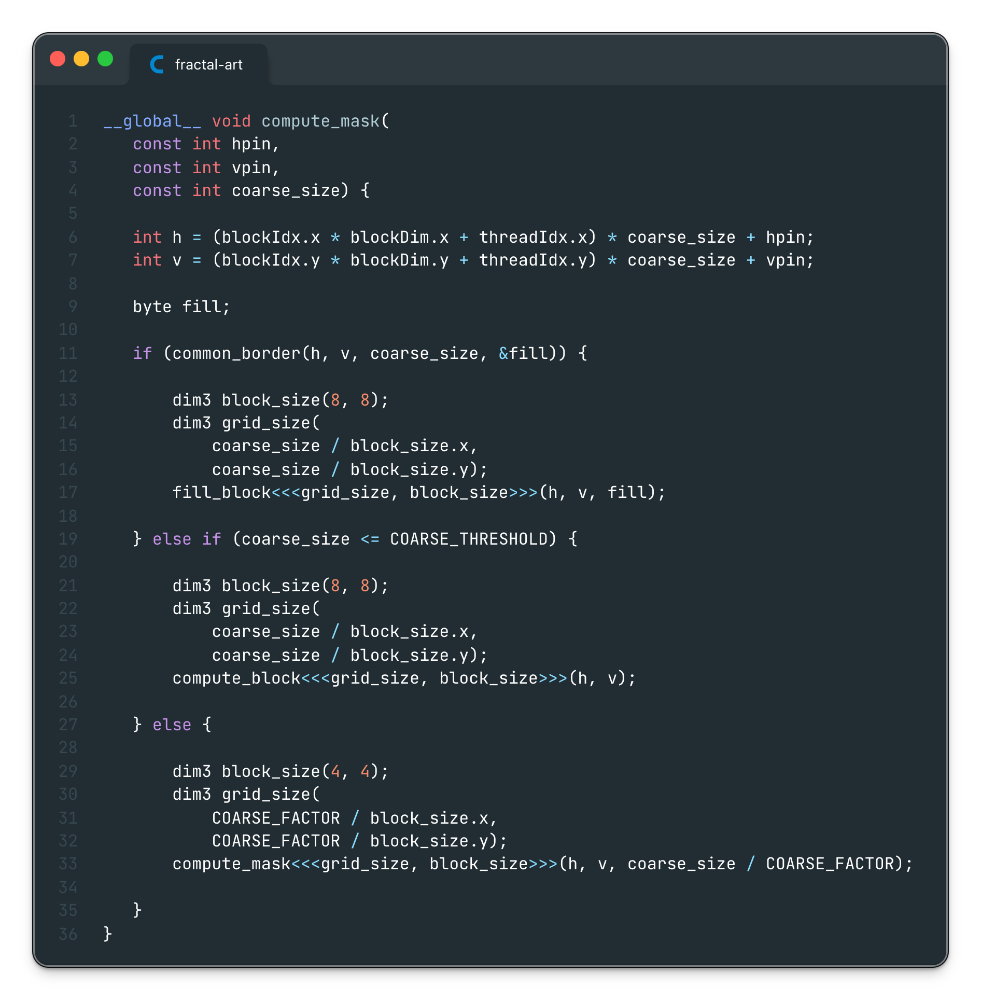 fractal-art
1 __global__ void compute_mask(
2 const int hpin,
3 const int vpin,
4 const int coarse_size) {
5
6 int h = (blockIdx.x * blockDim.x + threadIdx.x) * coarse_size + hpin;
7 int v = (blockIdx.y * blockDim.y + threadIdx.y) * coarse_size + vpin;
8
9 byte fill;
10
11 if (common_border(h, v, coarse_size, &fill)) {
12
13 dim3 block_size(8, 8);
14 dim3 grid_size(
15 coarse_size / block_size.x,
16 coarse_size / block_size.y);
17 fill_block<<<grid_size, block_size>>>(h, v, fill);
18
19 } else if (coarse_size <= COARSE_THRESHOLD) {
20
21 dim3 block_size(8, 8);
22 dim3 grid_size(
23 coarse_size / block_size.x,
24 coarse_size / block_size.y);
25 compute_block<<<grid_size, block_size>>>(h, v);
26
27 } else {
28
29 dim3 block_size(4, 4);
30 dim3 grid_size(
31 COARSE_FACTOR / block_size.x,
32 COARSE_FACTOR / block_size.y);
33 compute_mask<<<grid_size, block_size>>>(h, v, coarse_size / COARSE_FACTOR);
34
35 }
36 }